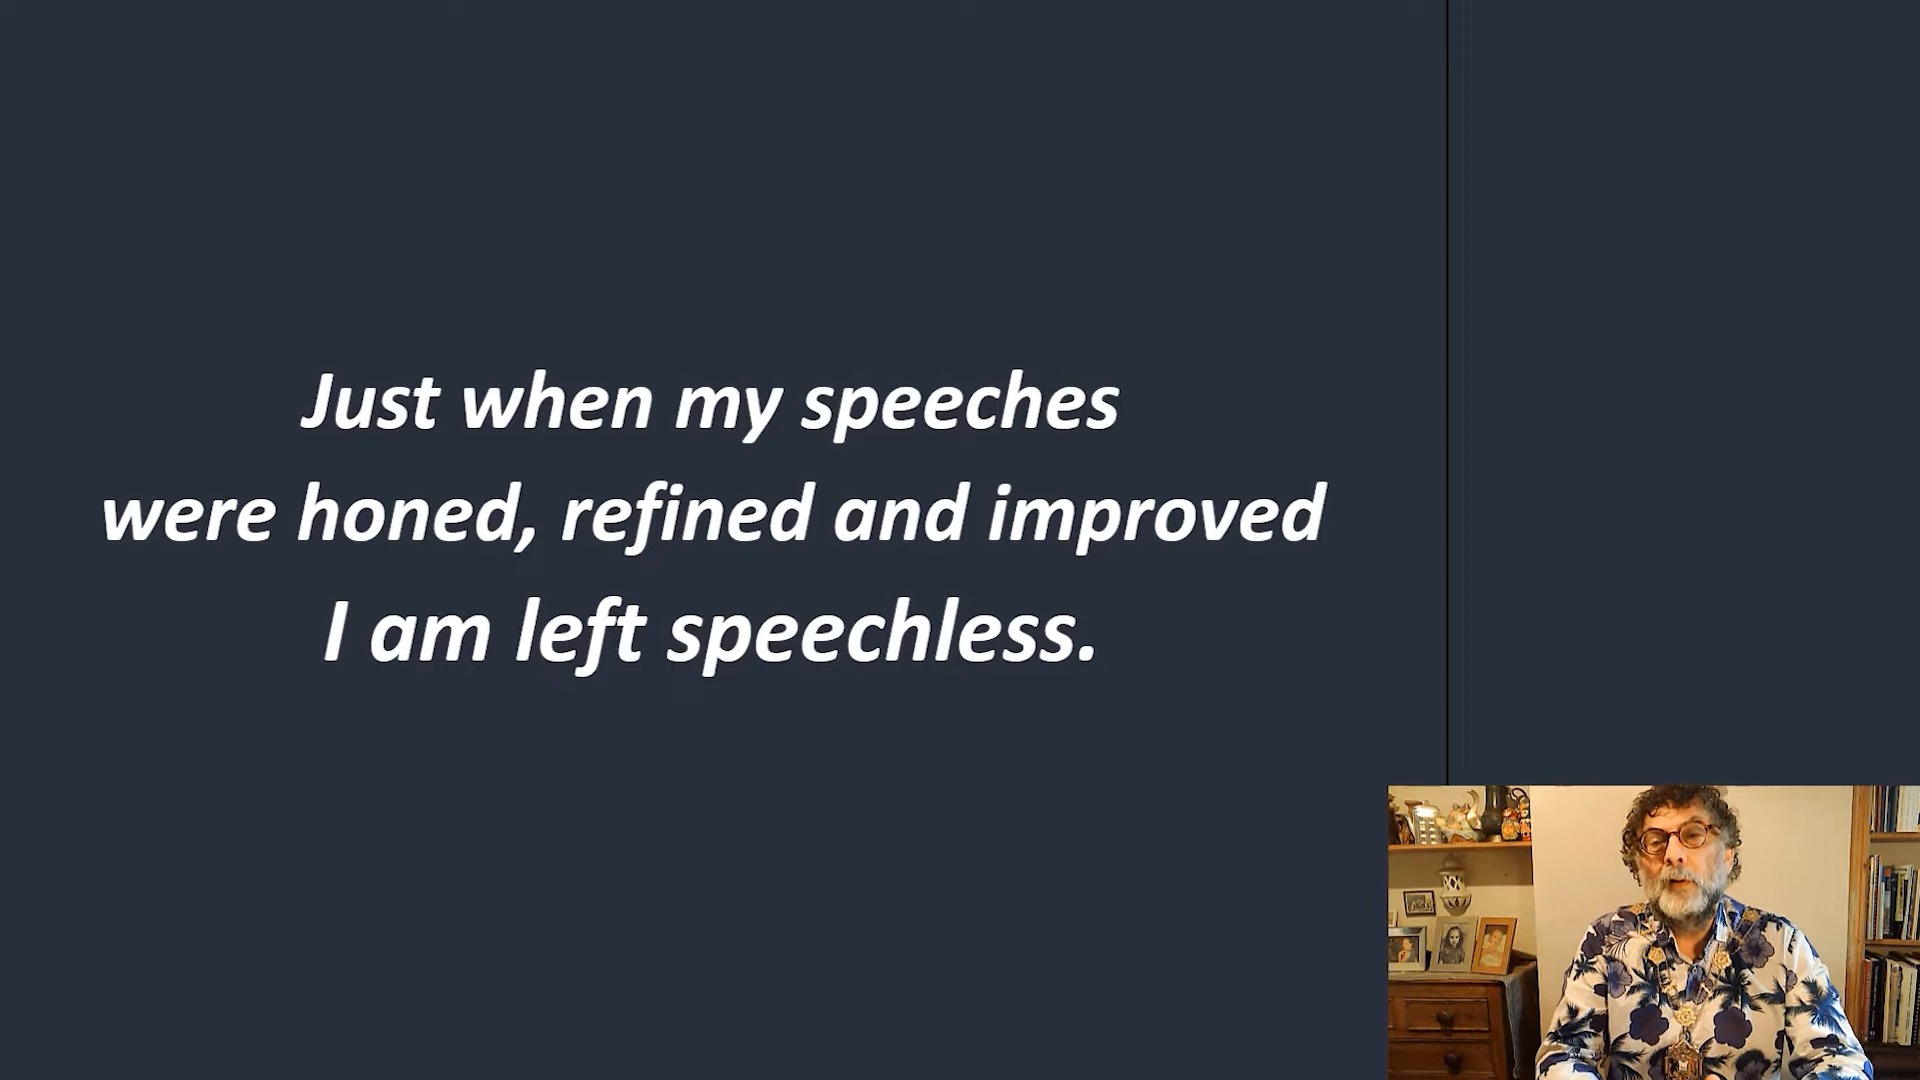 Just when my speeches
were honed, refined and improved
I am left speechless.